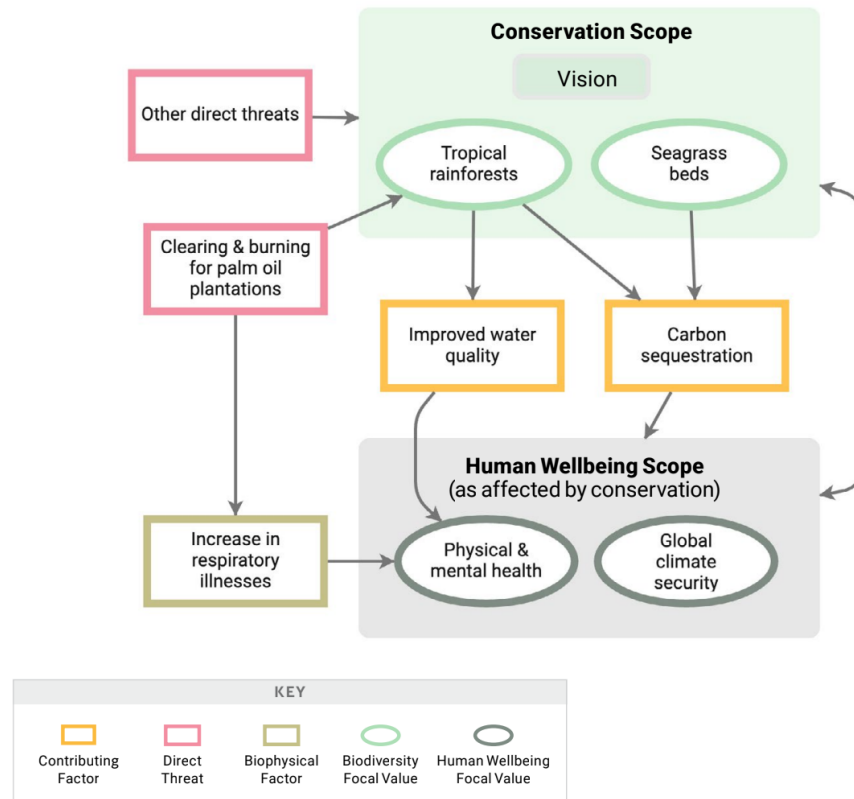 Conservation Scope
Vision
Other direct threats
Tropical
rainforests
Seagrass
beds
Clearing & burning
for palm oil
plantations
Improved water
quality
Carbon
sequestration
Human Wellbeing Scope
(as affected by conservation)
Increase in
respiratory
illnesses
Physical &
mental health
Global
climate
security
KEY
Contributing
Factor
Direct
Threat
Biophysical
Factor
Biodiversity
Focal Value
Human Wellbeing
Focal Value